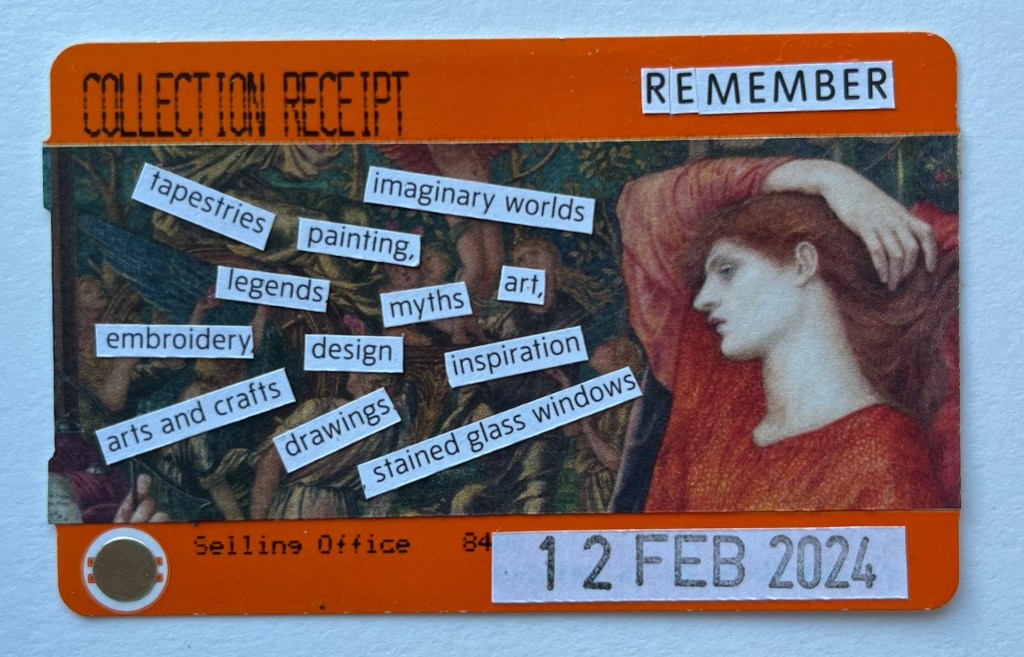 COLLECTION RECEIPT
REMEMBER
tapestries
imaginary worlds
painting,
legends
myths
art,
embroidery,
design
inspiration
arts and crafts
drawings.
stained glass windows
Selling Office 84
12 FEB 2024